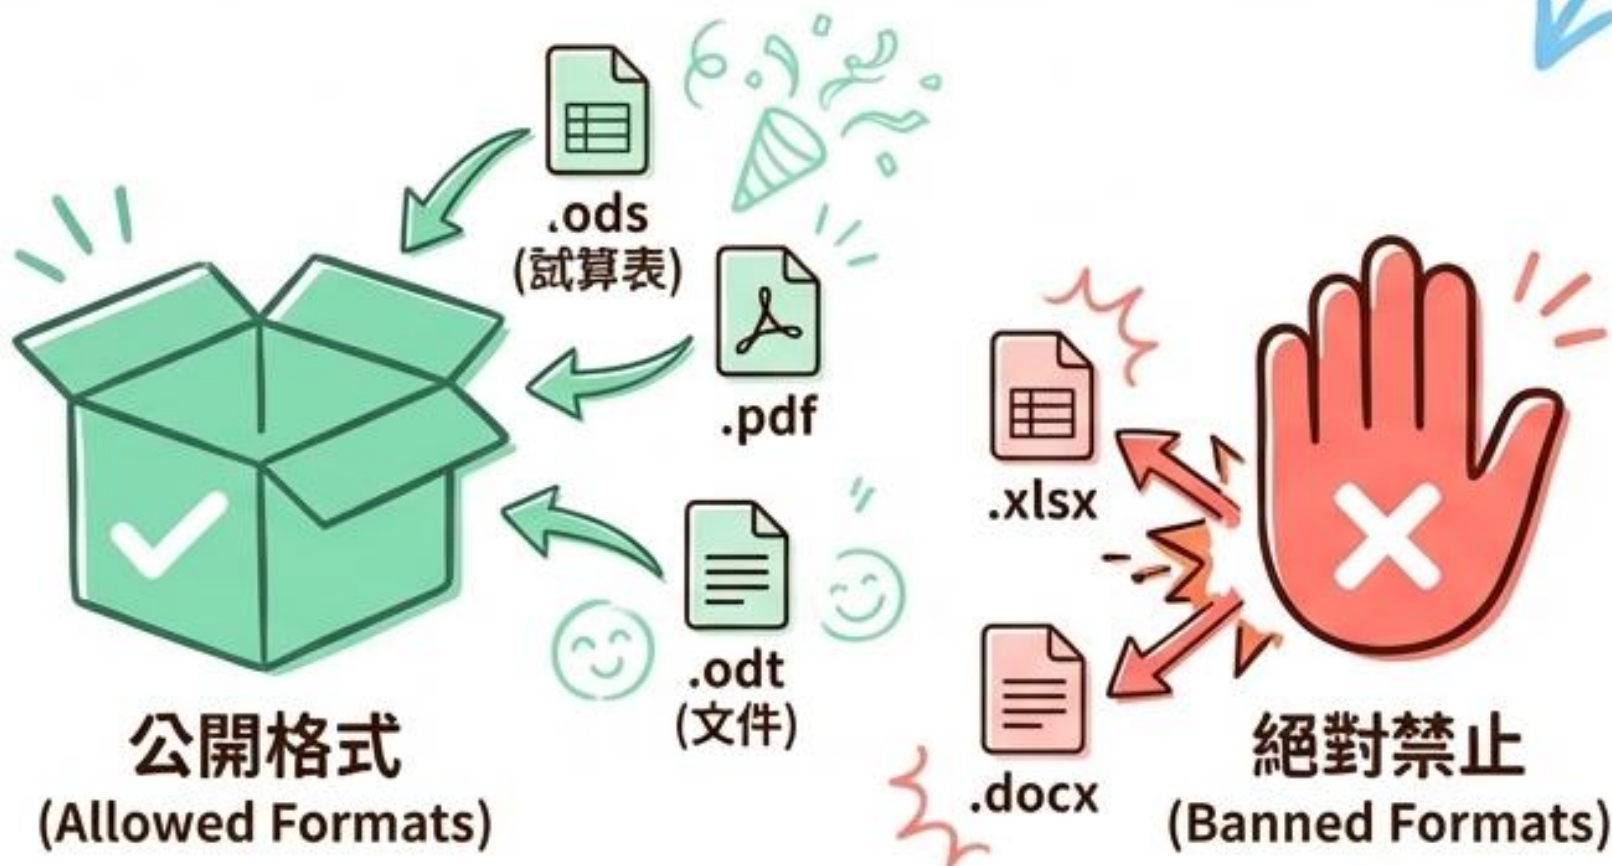 .ods
(試算表)
.pdf
.odt
(文件)
公開格式
(Allowed Formats)
.xlsx
.docx
絕對禁止
(Banned Formats)